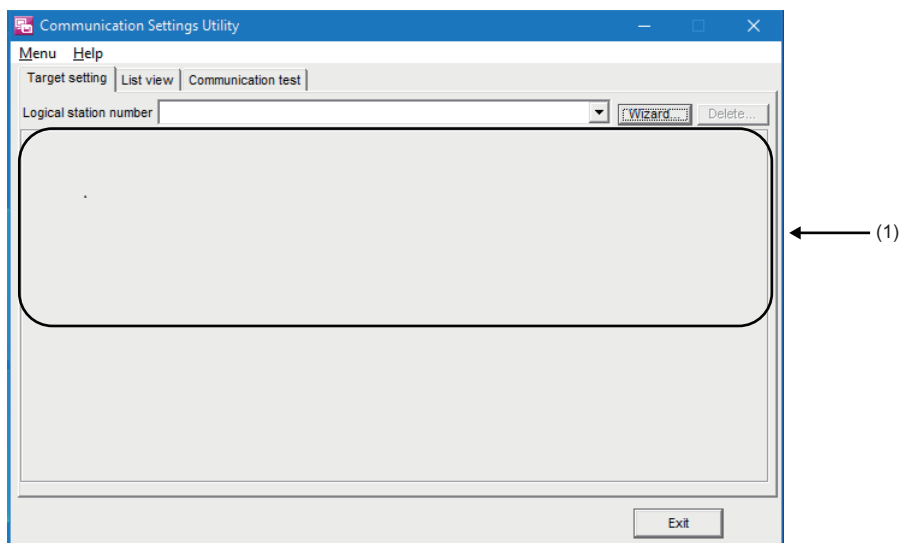 Communication Settings Utility
Menu Help
Target setting List view Communication test
Logical station number Wizard.... Delete...
(1)
Exit